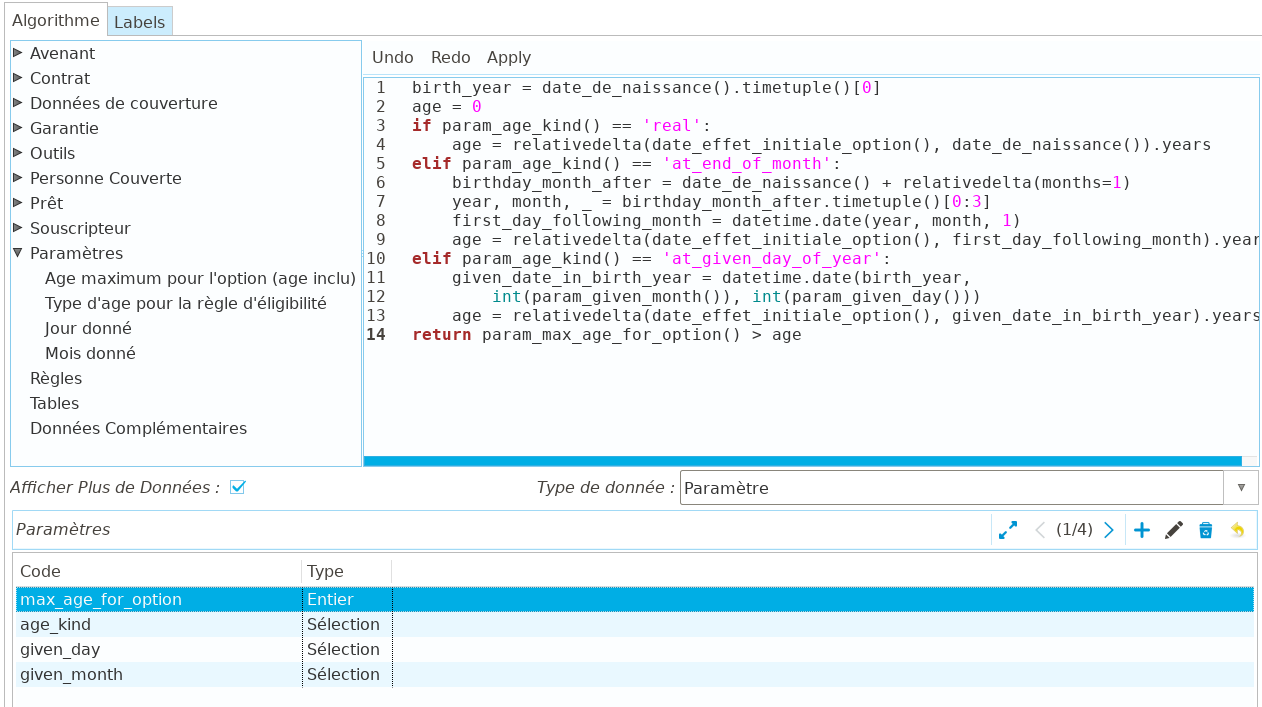 Algorithme Labels
Avenant
Contrat
Données de couverture
Garantie
Outils
Personne Couverte
Prêt
Souscripteur
Paramètres
Age maximum pour l'option (age inclu)
Type d'age pour la règle d'éligibilité
Jour donné
Mois donné
Règles
Tables
Données Complémentaires
Undo Redo Apply
1 birth_year = date_de_naissance().timetuple()[0]
2 age = 0
3 if param_age_kind() == 'real':
4     age = relativedelta(date_effet_initiale_option(), date_de_naissance()).years
5 elif param_age_kind() == 'at_end_of_month':
6     birthday_month_after = date_de_naissance() + relativedelta(months=1)
7     year, month, _ = birthday_month_after.timetuple()[0:3]
8     first_day_following_month = datetime.date(year, month, 1)
9     age = relativedelta(date_effet_initiale_option(), first_day_following_month).year
10 elif param_age_kind() == 'at_given_day_of_year':
11     given_date_in_birth_year = datetime.date(birth_year,
12         int(param_given_month()), int(param_given_day()))
13     age = relativedelta(date_effet_initiale_option(), given_date_in_birth_year).years
14 return param_max_age_for_option() > age
Afficher Plus de Données : Type de donnée : Paramètre
Paramètres (1/4)
Code Type
max_age_for_option Entier
age_kind Sélection
given_day Sélection
given_month Sélection